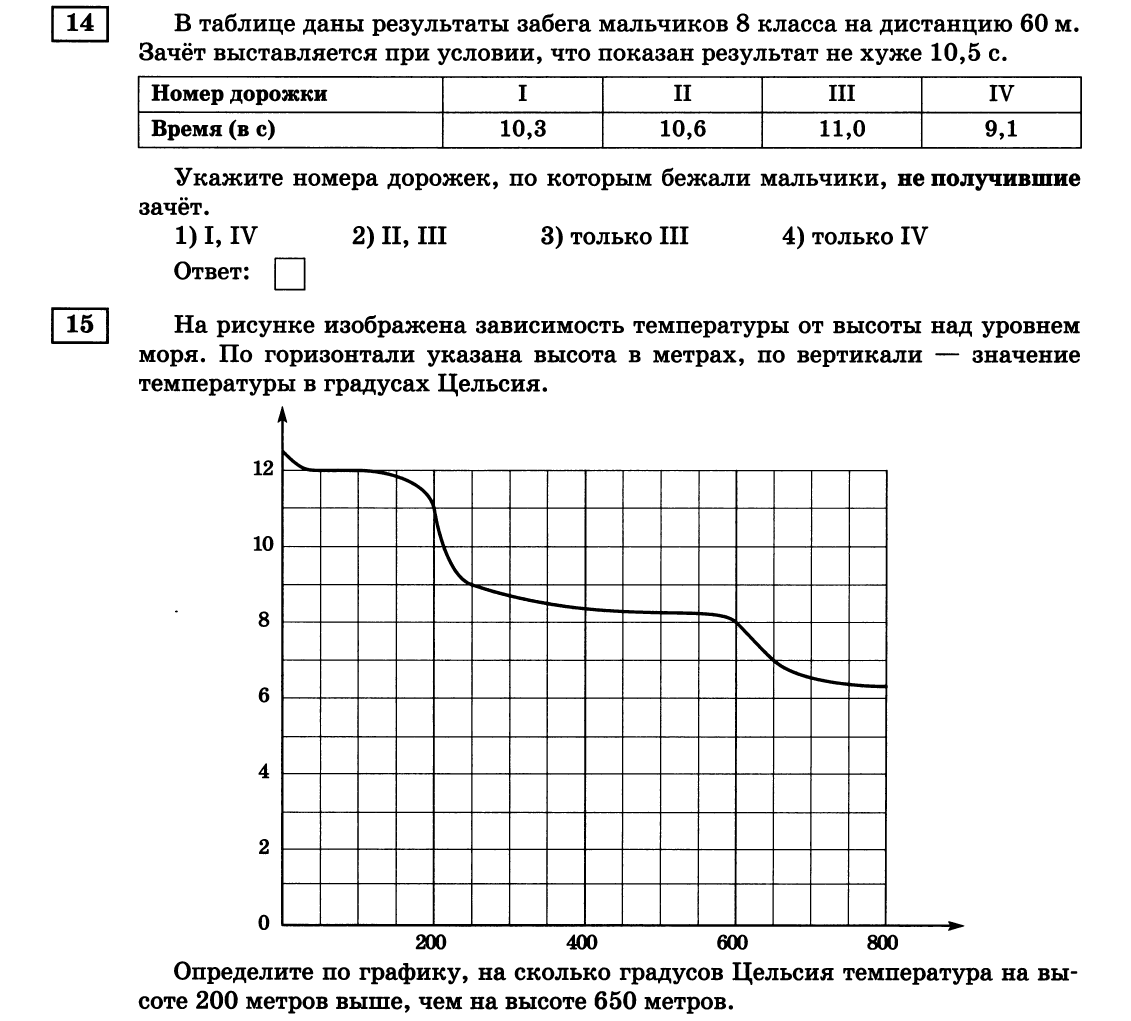 14 В таблице даны результаты забега мальчиков 8 класса на дистанцию 60 м.
Зачёт выставляется при условии, что показан результат не хуже 10,5 с.
Номер дорожки I II III IV
Время (в с) 10,3 10,6 11,0 9,1
Укажите номера дорожек, по которым бежали мальчики, не получившие
зачёт.
1) I, IV 2) II, III 3) только III 4) только IV
Ответ:
15 На рисунке изображена зависимость температуры от высоты над уровнем
моря. По горизонтали указана высота в метрах, по вертикали — значение
температуры в градусах Цельсия.
12
10
8
6
4
2
0
200 400 600 800
Определите по графику, на сколько градусов Цельсия температура на вы-
соте 200 метров выше, чем на высоте 650 метров.